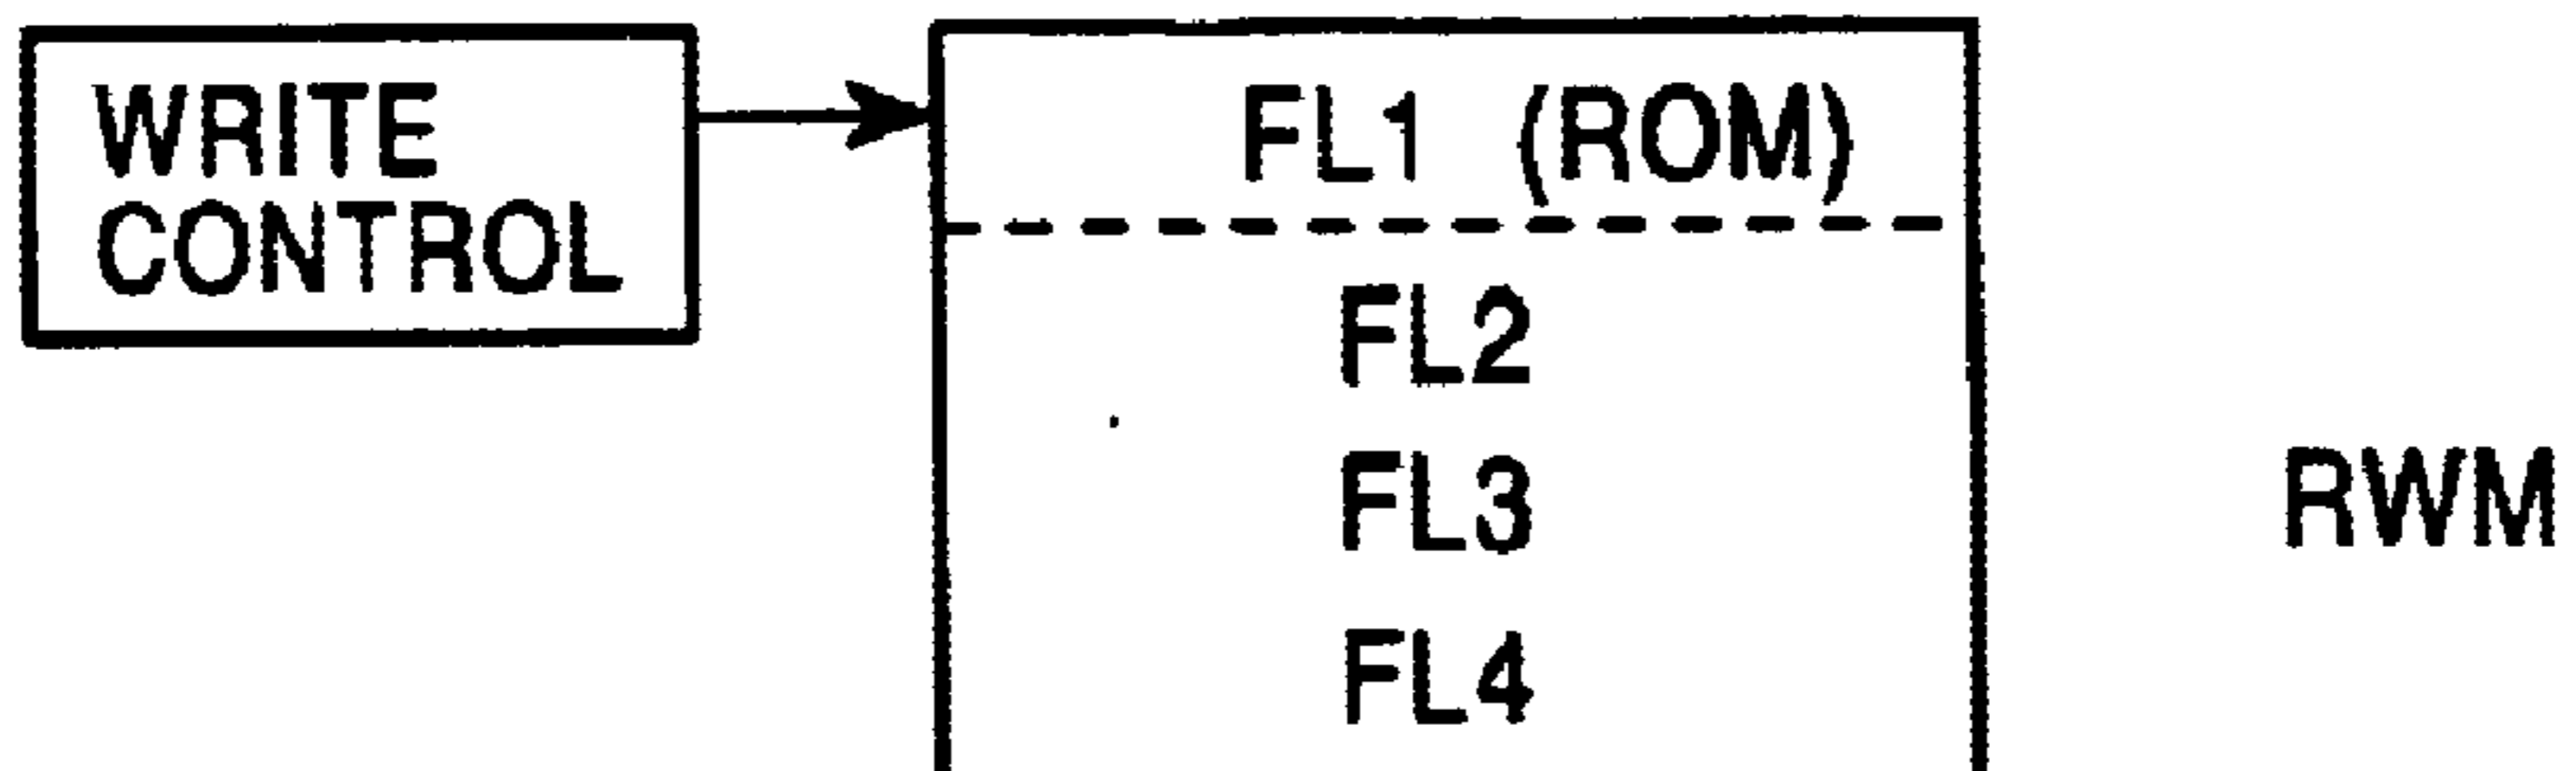 WRITE
CONTROL
FL1 (ROM)
FL2
FL3
RWM
FL4